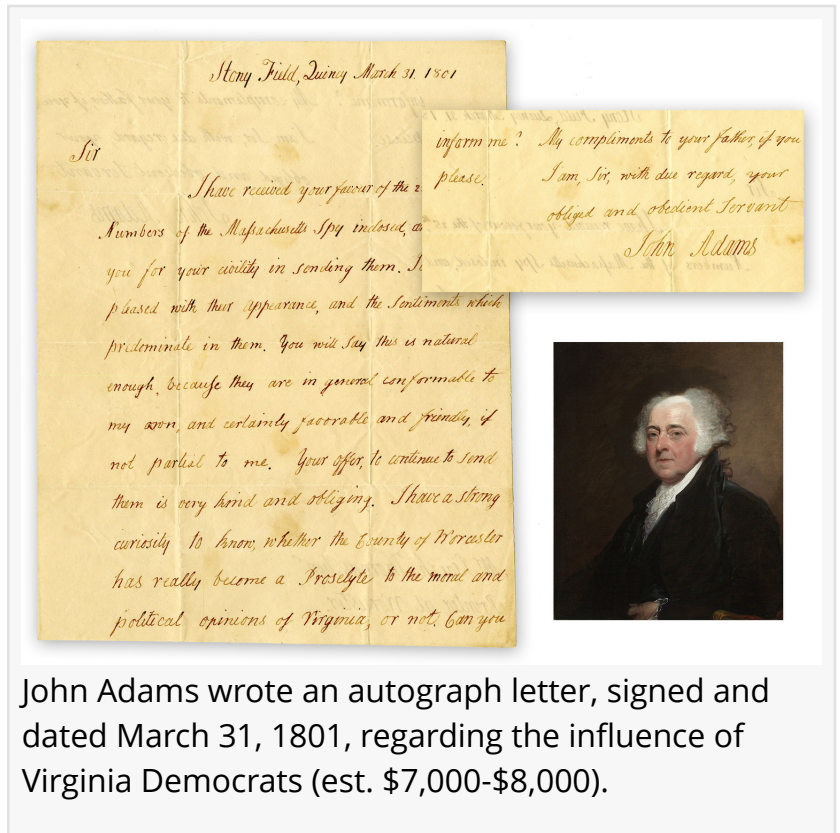 Stony Field, Quincy March 31. 1801
Sir
I have received your favour of the
Numbers of the Massachusetts Spy inclosed,
you for your civility in sending them.
pleased with their appearance, and the Sentiments which
predominate in them. You will Say this is natural
enough, because they are in general conformable to
my own, and certainly favorable and friendly, if
not partial to me. Your offer, to continue to Send
them is very kind and obliging. I have a strong
curiosity to know, whether the County of Worcester
has really become a Proselyte to the moral and
political opinions of Virginia, or not. Can you
inform me? My compliments to your father, if you
please. I am, Sir, with due regard, your
obliged and obedient Servant
John Adams
John Adams wrote an autograph letter, signed and
dated March 31, 1801, regarding the influence of
Virginia Democrats (est. $7,000-$8,000).